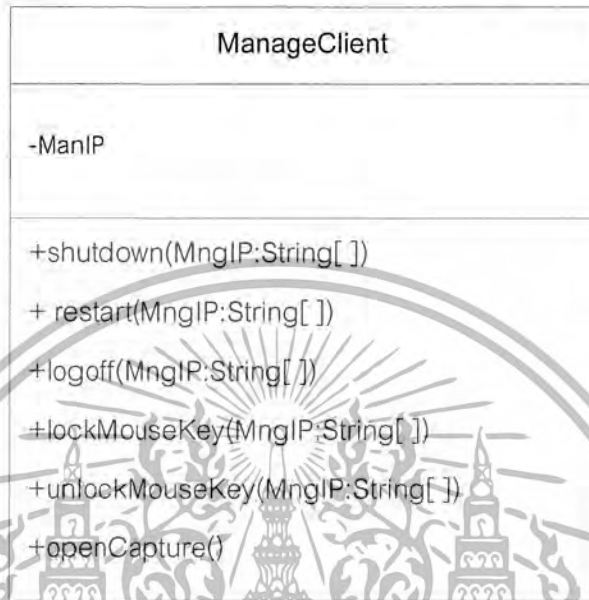 ManageClient
-ManIP
+shutdown(MngIP:String[ ])
+ restart(MngIP:String[ ])
+logoff(MngIP:String[ ])
+lockMouseKey(MngIP:String[ ])
+unlockMouseKey(MngIP:String[ ])
+openCapture()